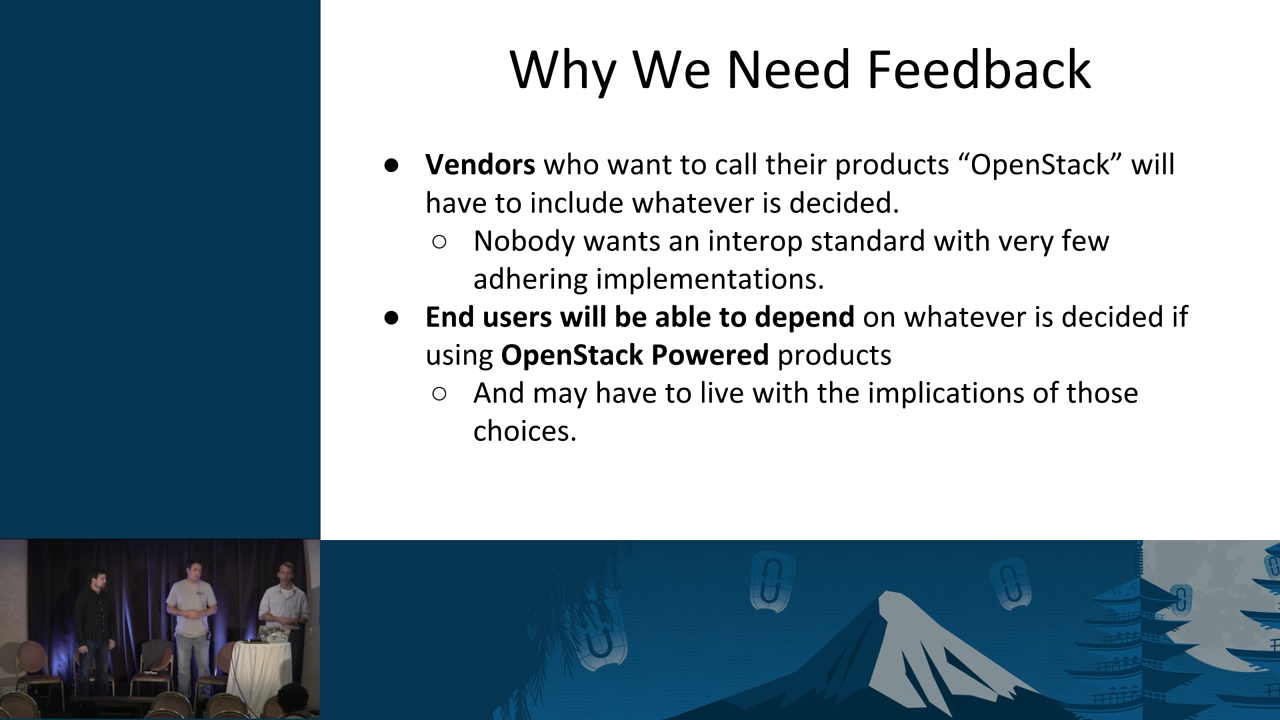 Why We Need Feedback
● Vendors who want to call their products “OpenStack” will
have to include whatever is decided.
○ Nobody wants an interop standard with very few
adhering implementations.
● End users will be able to depend on whatever is decided if
using OpenStack Powered products
○ And may have to live with the implications of those
choices.